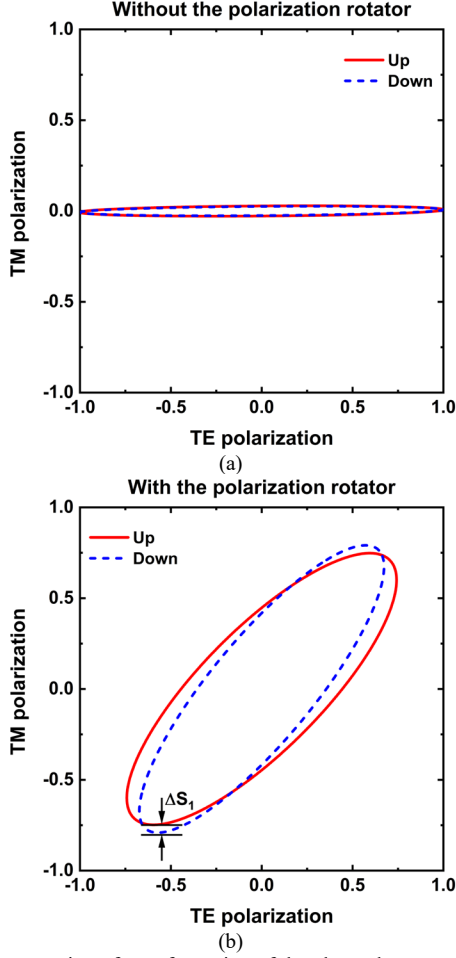 Without the polarization rotator
1.0
Up
Down
0.5
0.0
-0.5
-1.0
TM polarization
-1.0 -0.5 0.0 0.5 1.0
TE polarization
(a)
With the polarization rotator
1.0
Up
Down
0.5
0.0
-0.5
-1.0
TM polarization
ΔS1
-1.0 -0.5 0.0 0.5 1.0
TE polarization
(b)